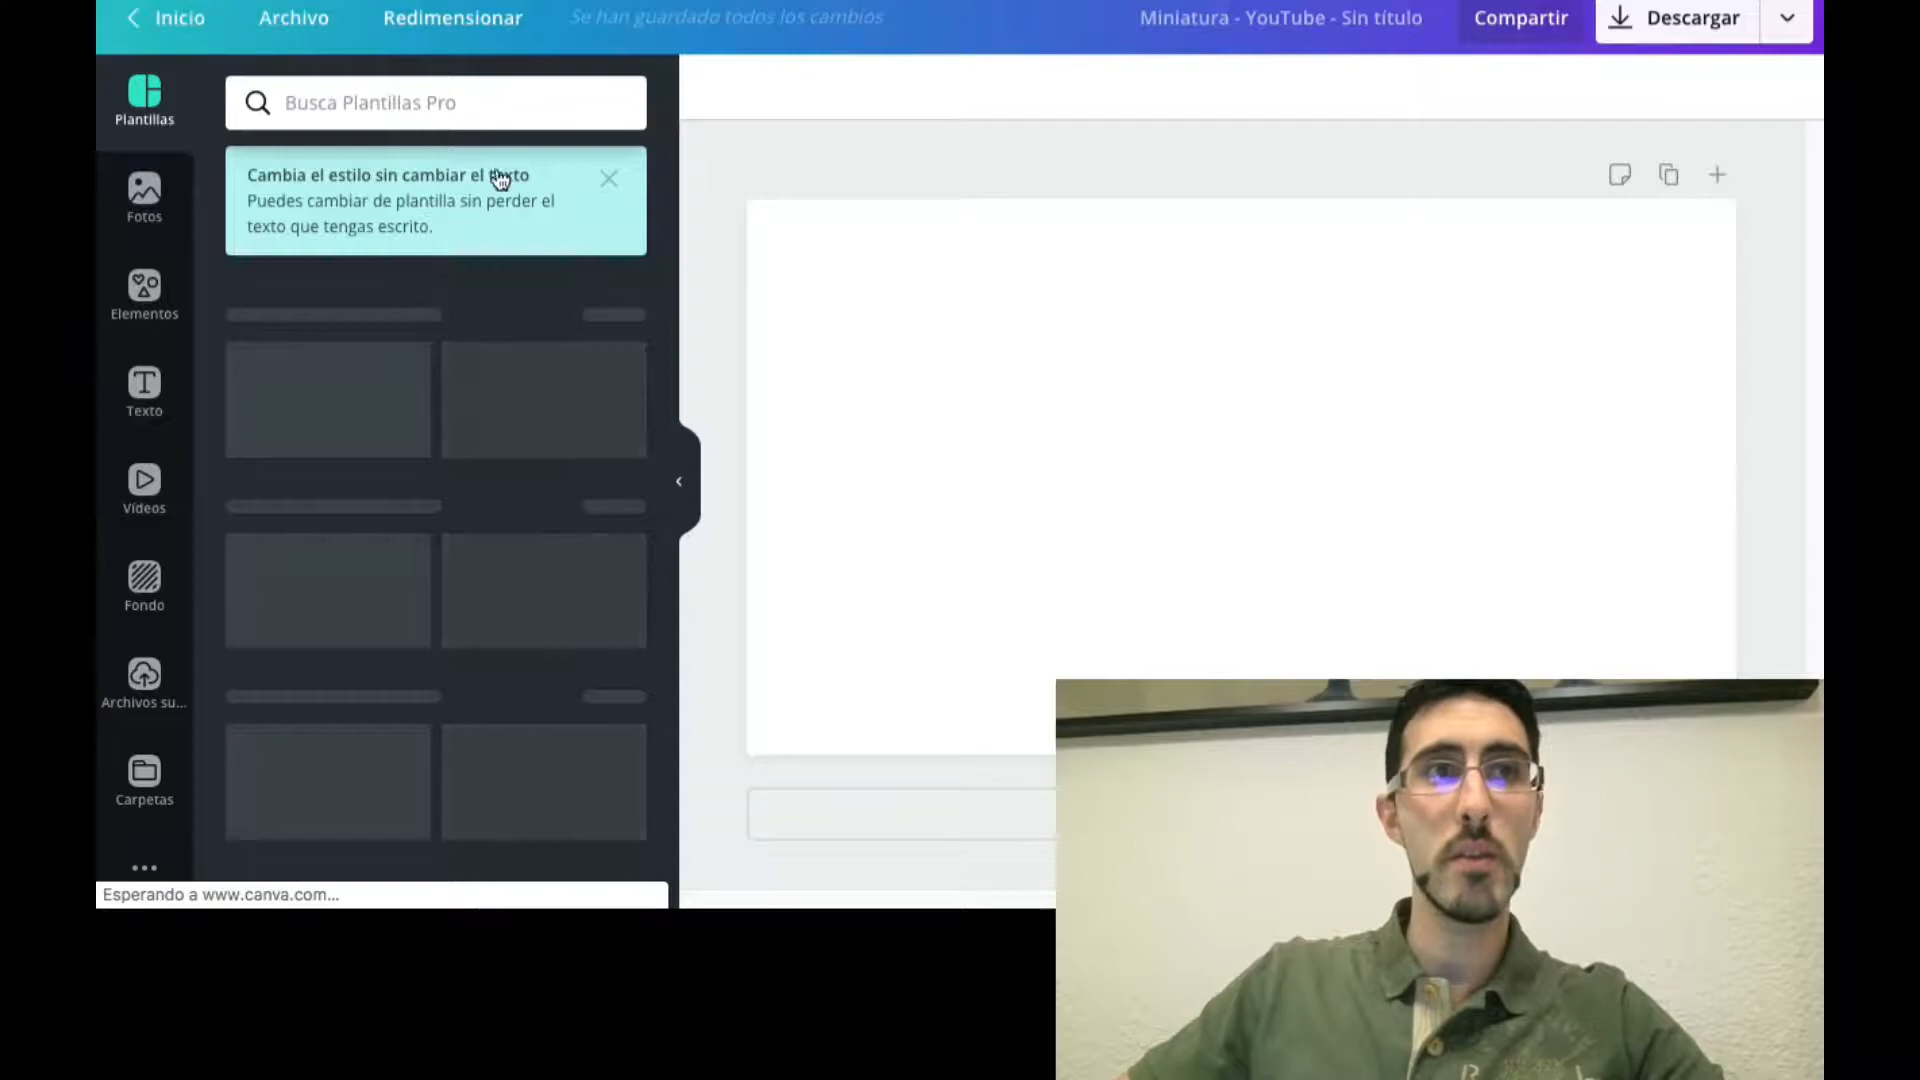 Inicio
Archivo
Redimensionar
Se han guardado todos los cambios
Miniatura - YouTube - Sin título
Compartir
Descargar
Plantillas
Busca Plantillas Pro
Cambia el estilo sin cambiar el texto
Puedes cambiar de plantilla sin perder el
texto que tengas escrito.
Fotos
Elementos
Texto
Vídeos
Fondo
Archivos su...
Carpetas
Esperando a www.canva.com...